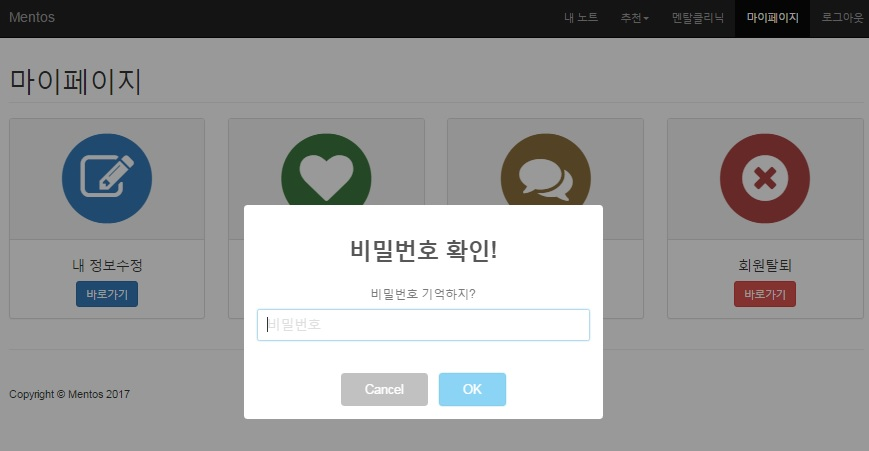 Mentos
내 노트
추천
멘탈클리닉
마이페이지
로그아웃
마이페이지
내 정보수정
회원탈퇴
바로가기
바로가기
비밀번호 확인!
비밀번호 기억하지?
비밀번호
Cancel
OK
Copyright © Mentos 2017